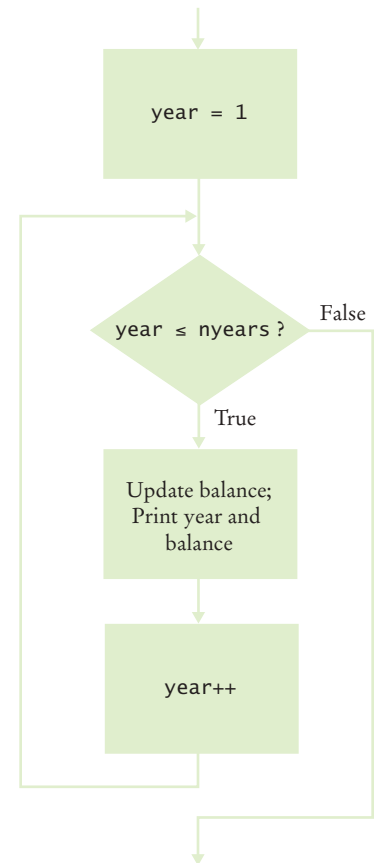 year = 1
year ≤ nyears ?
False
True
Update balance;
Print year and
balance
year++